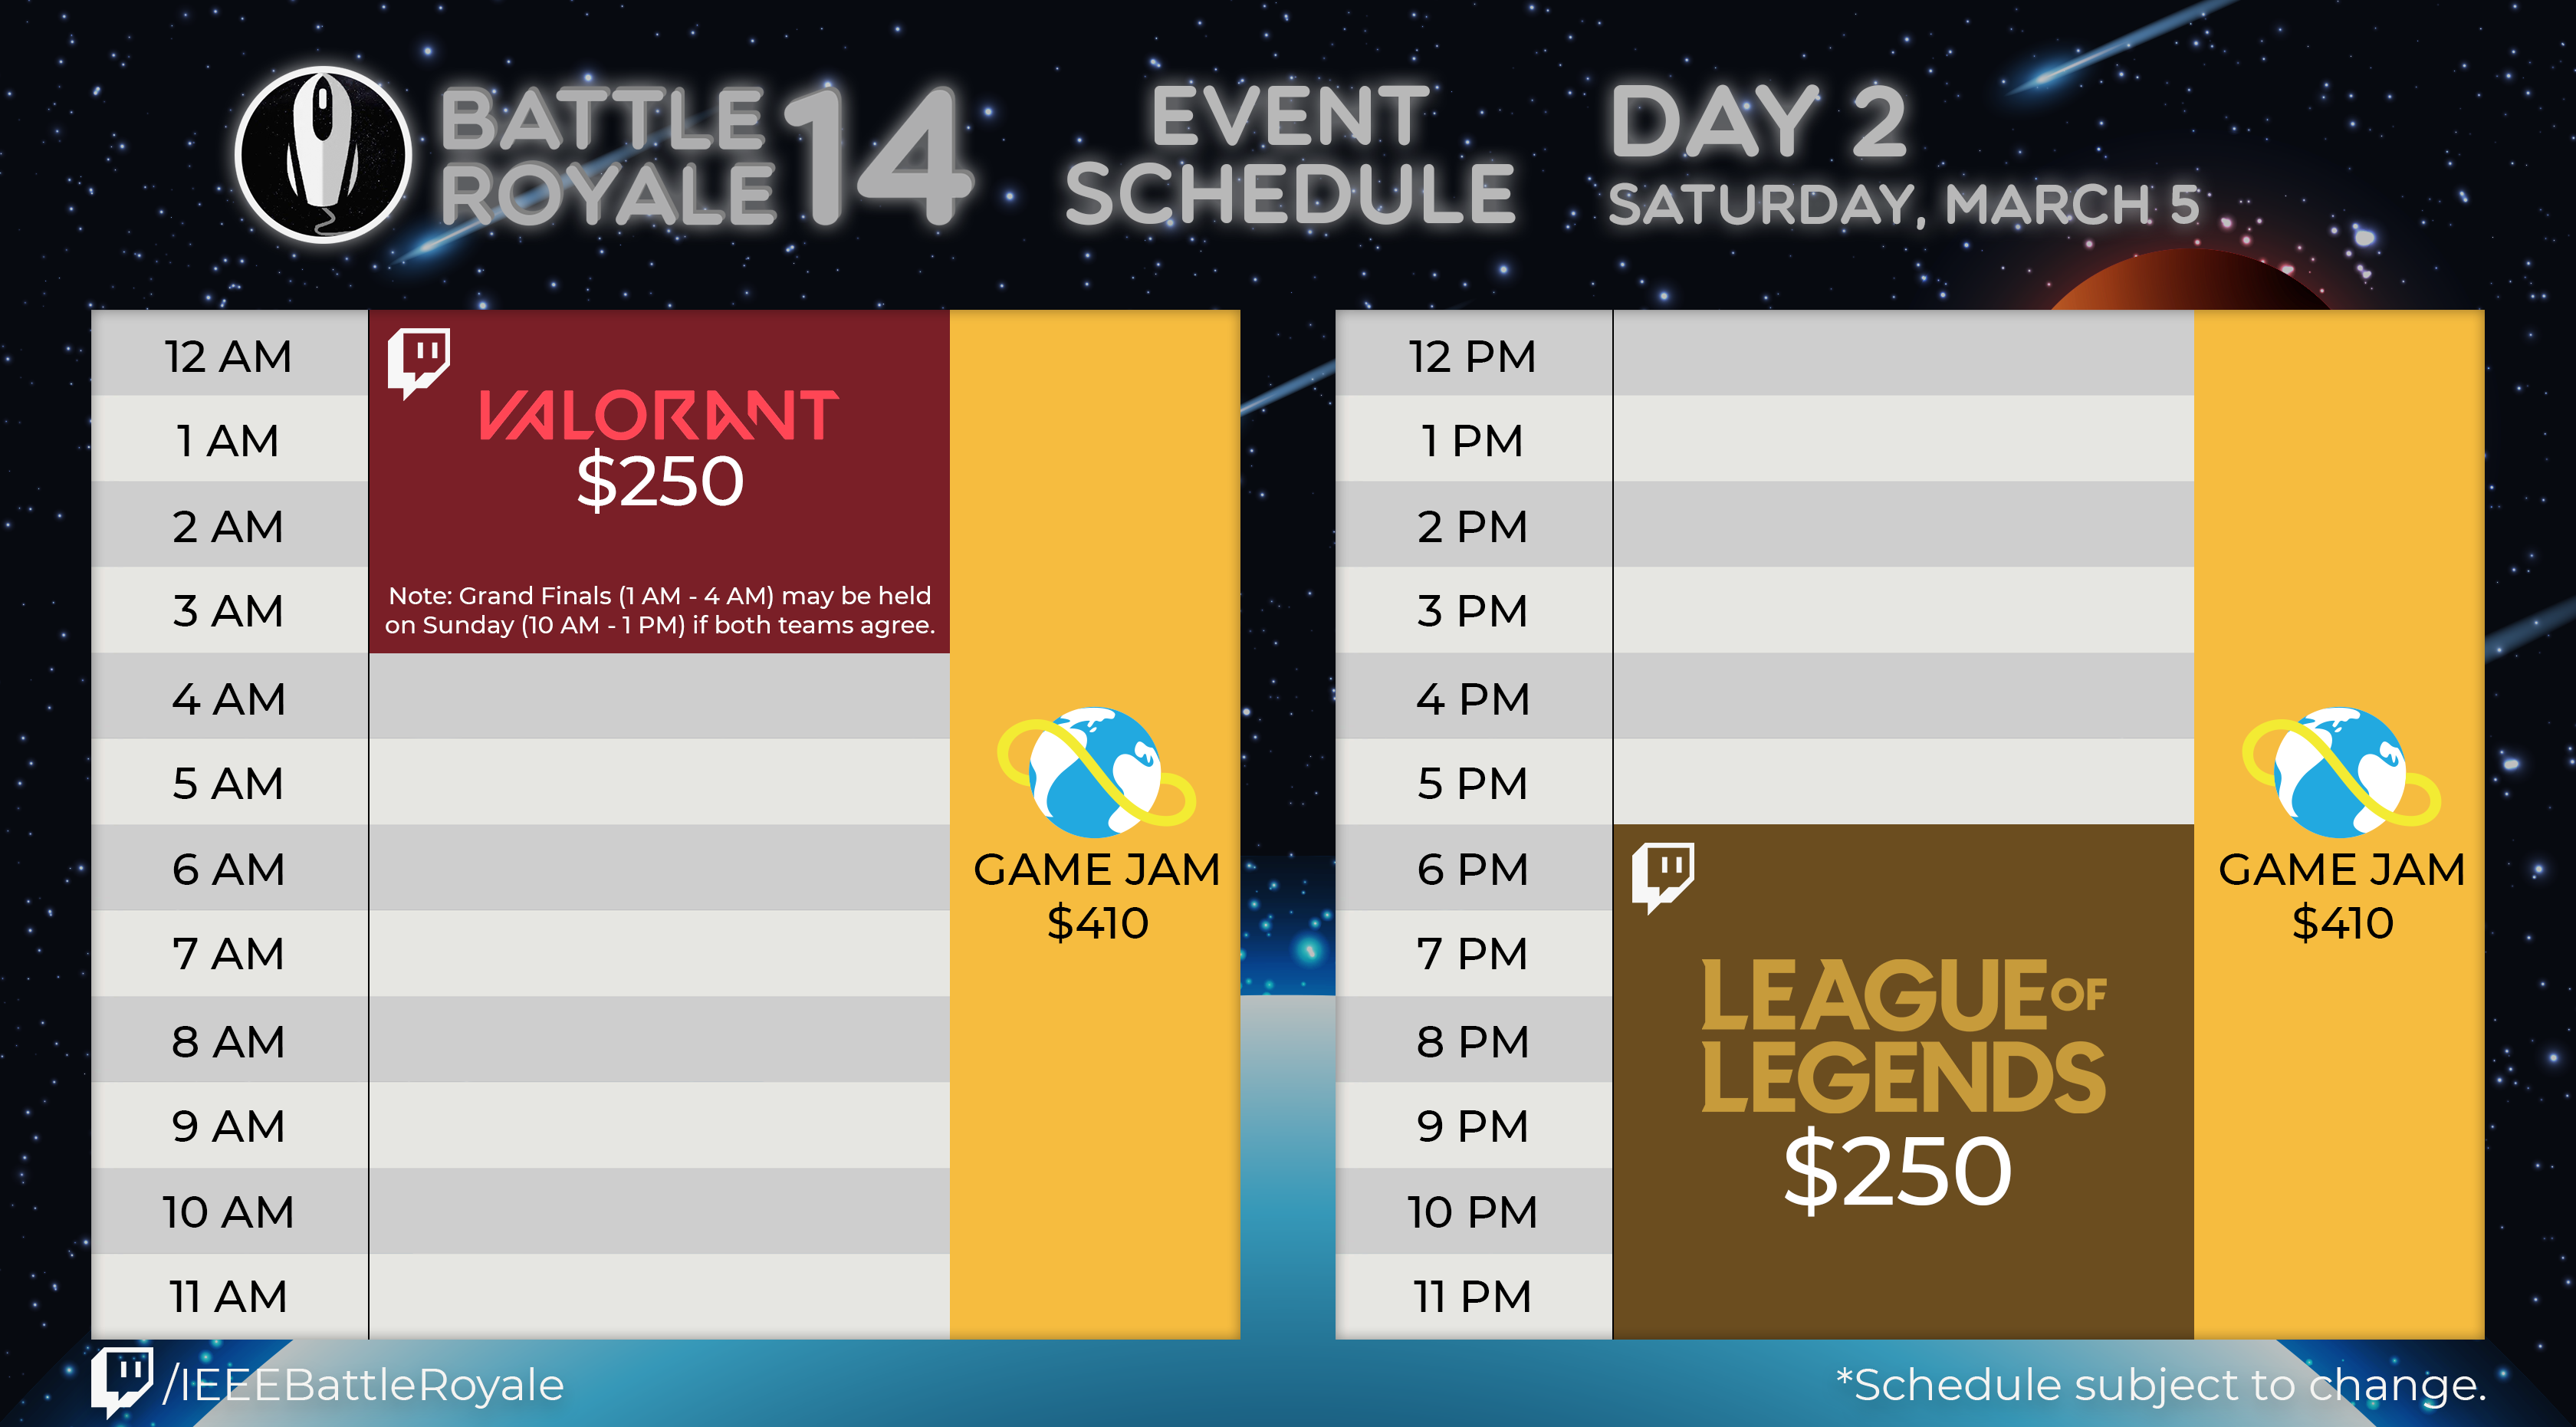 BATTLE
ROYALE 14
EVENT
SCHEDULE
DAY 2
SATURDAY, MARCH 5
12 AM
1 AM
2 AM
3 AM
4 AM
5 AM
6 AM
7 AM
8 AM
9 AM
10 AM
11 AM
VALORANT
$250
Note: Grand Finals (1 AM - 4 AM) may be held
on Sunday (10 AM - 1 PM) if both teams agree.
GAME JAM
$410
12 PM
1 PM
2 PM
3 PM
4 PM
5 PM
6 PM
7 PM
8 PM
9 PM
10 PM
11 PM
LEAGUE OF
LEGENDS
$250
GAME JAM
$410
/IEEEBattleRoyale
*Schedule subject to change.